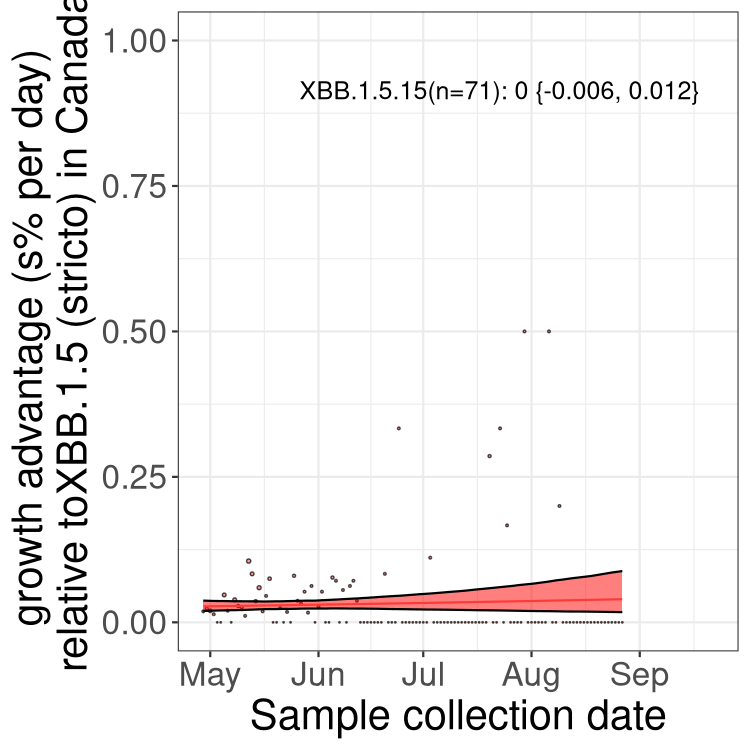 growth advantage (s% per day)
relative toXBB.1.5 (stricto) in Canada
1.00
0.75
0.50
0.25
0.00
XBB.1.5.15(n=71): 0 {-0.006, 0.012}
May Jun Jul Aug Sep
Sample collection date